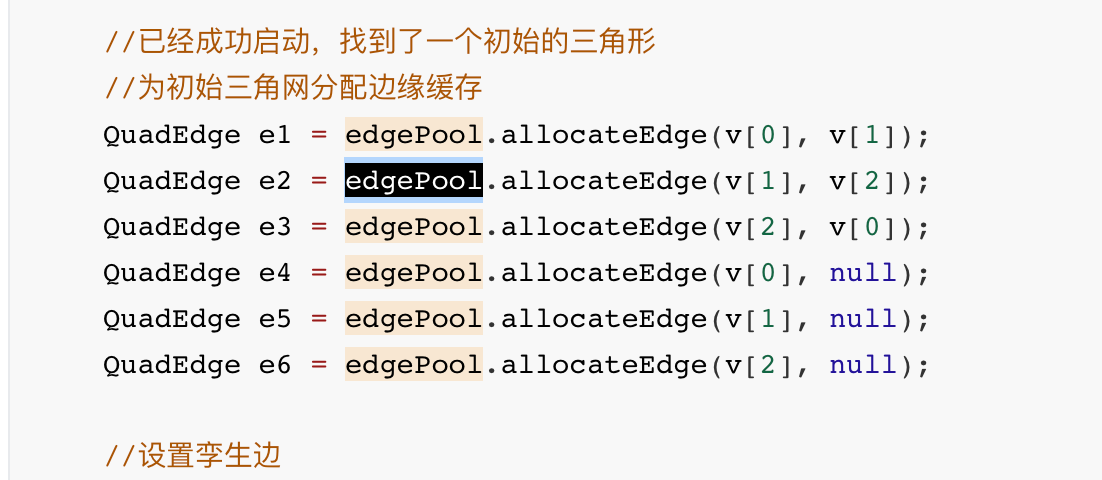 //已经成功启动，找到了一个初始的三角形
//为初始三角网分配边缘缓存
QuadEdge e1 = edgePool.allocateEdge(v[0], v[1]);
QuadEdge e2 = edgePool.allocateEdge(v[1], v[2]);
QuadEdge e3 = edgePool.allocateEdge(v[2], v[0]);
QuadEdge e4 = edgePool.allocateEdge(v[0], null);
QuadEdge e5 = edgePool.allocateEdge(v[1], null);
QuadEdge e6 = edgePool.allocateEdge(v[2], null);
//设置孪生边